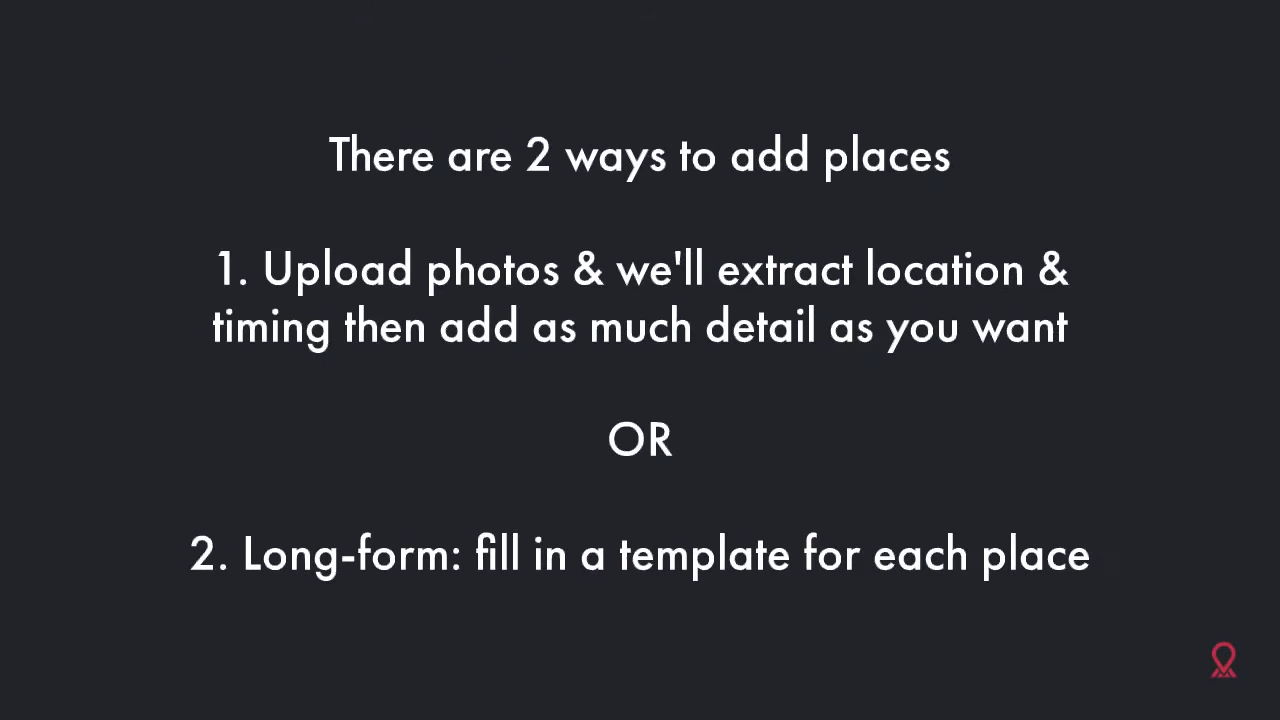 There are 2 ways to add places
1. Upload photos & we'll extract location &
timing then add as much detail as you want
OR
2. Long-form: fill in a template for each place